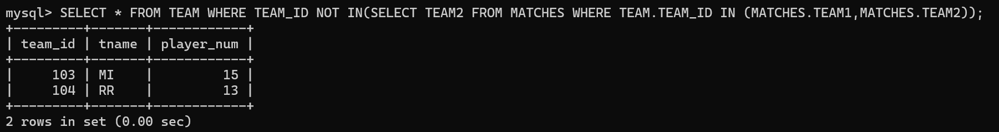 mysql> SELECT * FROM TEAM WHERE TEAM_ID NOT IN(SELECT TEAM2 FROM MATCHES WHERE TEAM.TEAM_ID IN (MATCHES.TEAM1,MATCHES.TEAM2));
+---------+-------+------------+
| team_id | tname | player_num |
+---------+-------+------------+
|     103 | MI    |         15 |
|     104 | RR    |         13 |
+---------+-------+------------+
2 rows in set (0.00 sec)